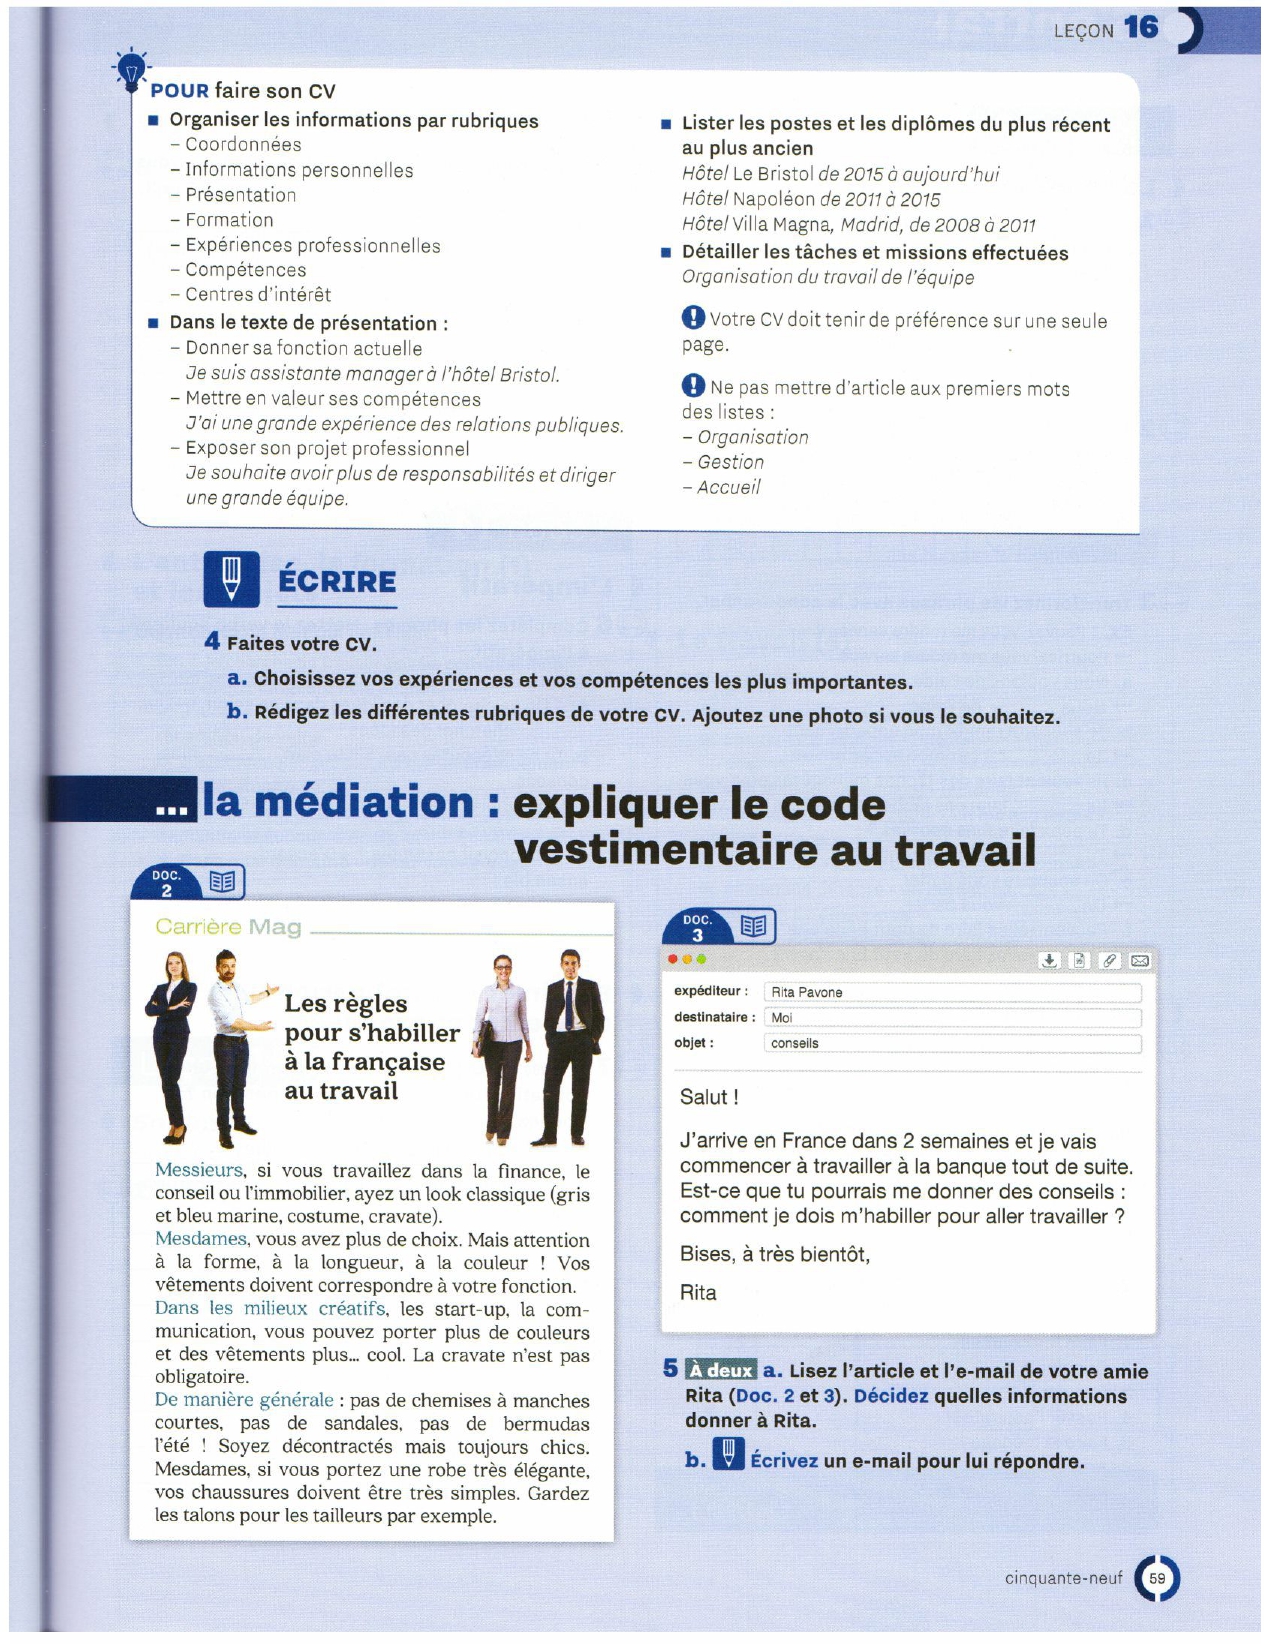 LEÇON 16
POUR faire son CV
■ Organiser les informations par rubriques
– Coordonnées
– Informations personnelles
– Présentation
– Formation
– Expériences professionnelles
– Compétences
– Centres d'intérêt
■ Dans le texte de présentation :
– Donner sa fonction actuelle
Je suis assistante manager à l'hôtel Bristol.
– Mettre en valeur ses compétences
J'ai une grande expérience des relations publiques.
– Exposer son projet professionnel
Je souhaite avoir plus de responsabilités et diriger
une grande équipe.
■ Lister les postes et les diplômes du plus récent
au plus ancien
Hôtel Le Bristol de 2015 à aujourd'hui
Hôtel Napoléon de 2011 à 2015
Hôtel Villa Magna, Madrid, de 2008 à 2011
■ Détailler les tâches et missions effectuées
Organisation du travail de l'équipe
! Votre CV doit tenir de préférence sur une seule
page.
! Ne pas mettre d'article aux premiers mots
des listes :
– Organisation
– Gestion
– Accueil
ÉCRIRE
4 Faites votre CV.
a. Choisissez vos expériences et vos compétences les plus importantes.
b. Rédigez les différentes rubriques de votre CV. Ajoutez une photo si vous le souhaitez.
... la médiation : expliquer le code
vestimentaire au travail
DOC.
2
Carrière Mag
Les règles
pour s'habiller
à la française
au travail
Messieurs, si vous travaillez dans la finance, le
conseil ou l'immobilier, ayez un look classique (gris
et bleu marine, costume, cravate).
Mesdames, vous avez plus de choix. Mais attention
à la forme, à la longueur, à la couleur ! Vos
vêtements doivent correspondre à votre fonction.
Dans les milieux créatifs, les start-up, la com-
munication, vous pouvez porter plus de couleurs
et des vêtements plus... cool. La cravate n'est pas
obligatoire.
De manière générale : pas de chemises à manches
courtes, pas de sandales, pas de bermudas
l'été ! Soyez décontractés mais toujours chics.
Mesdames, si vous portez une robe très élégante,
vos chaussures doivent être très simples. Gardez
les talons pour les tailleurs par exemple.
DOC.
3
expéditeur : Rita Pavone
destinataire : Moi
objet : conseils
Salut !
J'arrive en France dans 2 semaines et je vais
commencer à travailler à la banque tout de suite.
Est-ce que tu pourrais me donner des conseils :
comment je dois m'habiller pour aller travailler ?
Bises, à très bientôt,
Rita
5 À deux a. Lisez l'article et l'e-mail de votre amie
Rita (Doc. 2 et 3). Décidez quelles informations
donner à Rita.
b. Écrivez un e-mail pour lui répondre.
cinquante-neuf 59